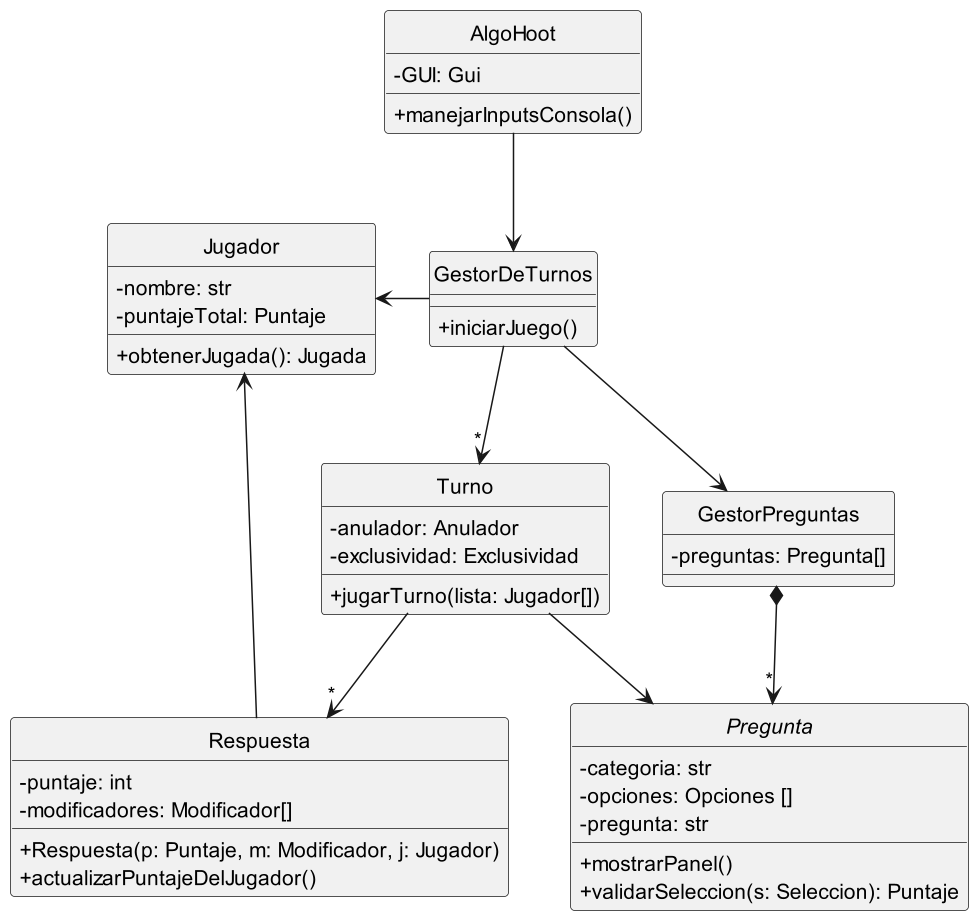 AlgoHoot
-GUI: Gui
+manejarInputsConsola()
Jugador
-nombre: str
-puntajeTotal: Puntaje
+obtenerJugada(): Jugada
GestorDeTurnos
+iniciarJuego()
*
Turno
-anulador: Anulador
-exclusividad: Exclusividad
+jugarTurno(lista: Jugador[])
GestorPreguntas
-preguntas: Pregunta[]
*
*
Respuesta
-puntaje: int
-modificadores: Modificador[]
+Respuesta(p: Puntaje, m: Modificador, j: Jugador)
+actualizarPuntajeDelJugador()
Pregunta
-categoria: str
-opciones: Opciones []
-pregunta: str
+mostrarPanel()
+validarSeleccion(s: Seleccion): Puntaje